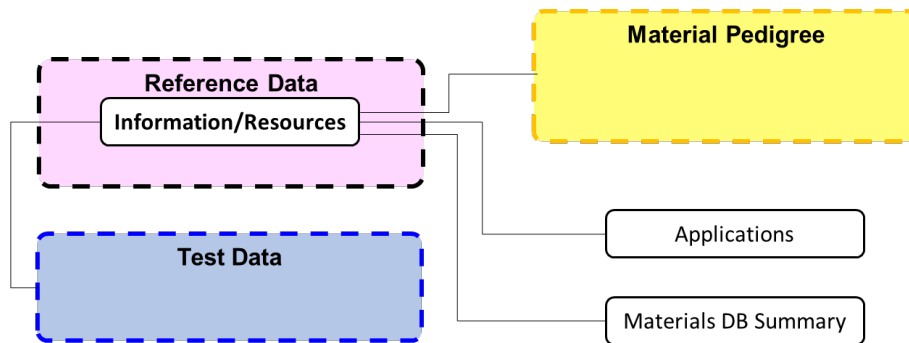 Material Pedigree
Reference Data
Information/Resources
Applications
Test Data
Materials DB Summary